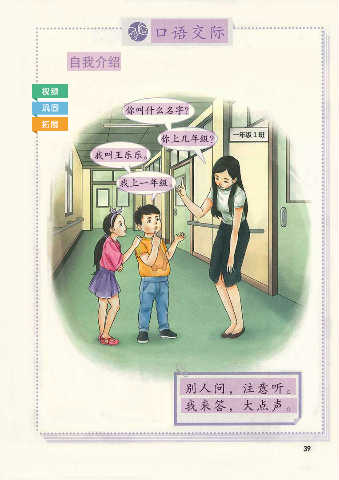 口语交际
自我介绍
视频
巩固
拓展
你叫什么名字?
你上几年级?
一年级1班
我叫王乐乐。
我上一年级
别人问，注意听。
我来答，大点声。
39